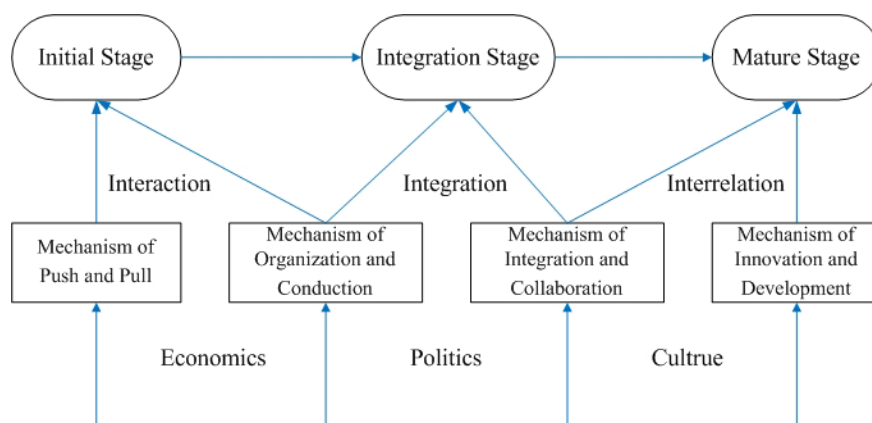 Initial Stage
Integration Stage
Mature Stage
Interaction
Integration
Interrelation
Mechanism of
Push and Pull
Mechanism of
Organization and
Conduction
Mechanism of
Integration and
Collaboration
Mechanism of
Innovation and
Development
Economics
Politics
Cultrue